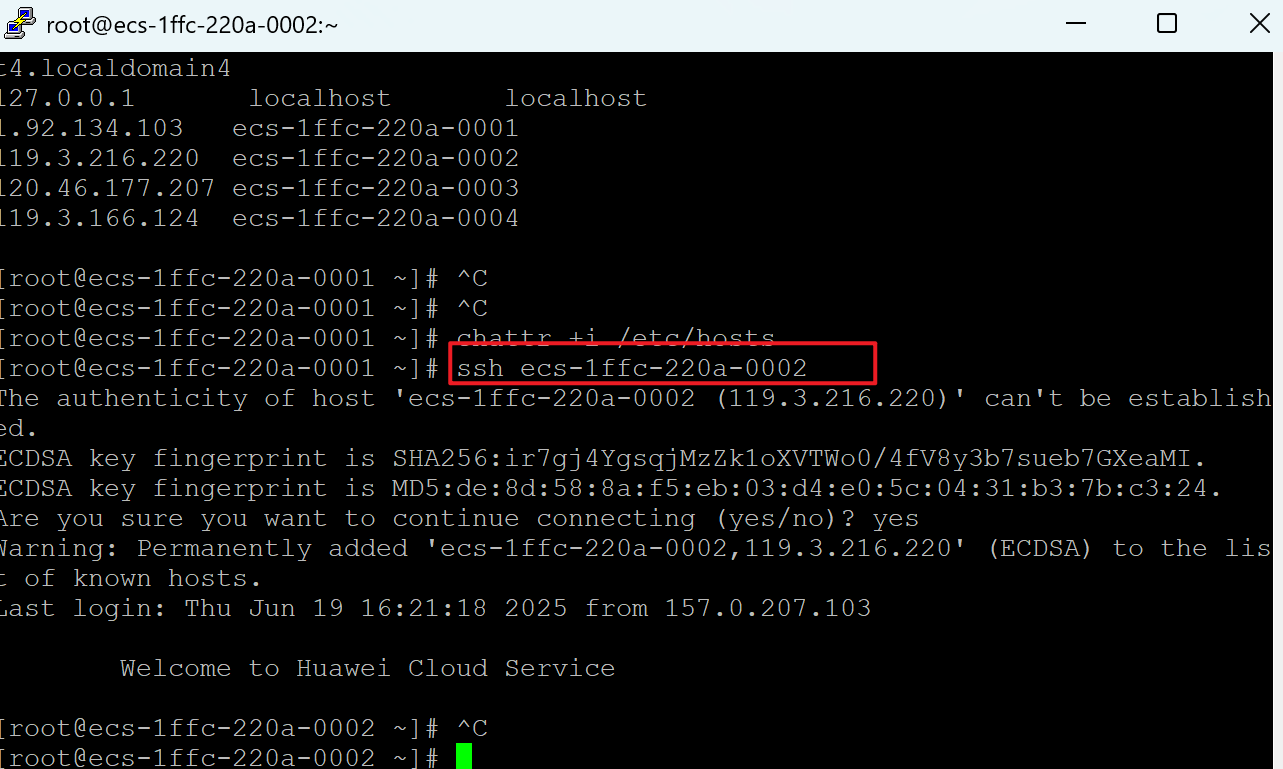 root@ecs-1ffc-220a-0002:~
t4.localdomain4
127.0.0.1 localhost localhost
1.92.134.103 ecs-1ffc-220a-0001
119.3.216.220 ecs-1ffc-220a-0002
120.46.177.207 ecs-1ffc-220a-0003
119.3.166.124 ecs-1ffc-220a-0004
[root@ecs-1ffc-220a-0001 ~]# ^C
[root@ecs-1ffc-220a-0001 ~]# ^C
[root@ecs-1ffc-220a-0001 ~]# chattr +i /etc/hosts
[root@ecs-1ffc-220a-0001 ~]# ssh ecs-1ffc-220a-0002
The authenticity of host 'ecs-1ffc-220a-0002 (119.3.216.220)' can't be establish
ed.
ECDSA key fingerprint is SHA256:ir7gj4YgsqjMzZk1oXVTWo0/4fV8y3b7sueb7GXeaMI.
ECDSA key fingerprint is MD5:de:8d:58:8a:f5:eb:03:d4:e0:5c:04:31:b3:7b:c3:24.
Are you sure you want to continue connecting (yes/no)? yes
Warning: Permanently added 'ecs-1ffc-220a-0002,119.3.216.220' (ECDSA) to the lis
t of known hosts.
Last login: Thu Jun 19 16:21:18 2025 from 157.0.207.103
Welcome to Huawei Cloud Service
[root@ecs-1ffc-220a-0002 ~]# ^C
[root@ecs-1ffc-220a-0002 ~]#